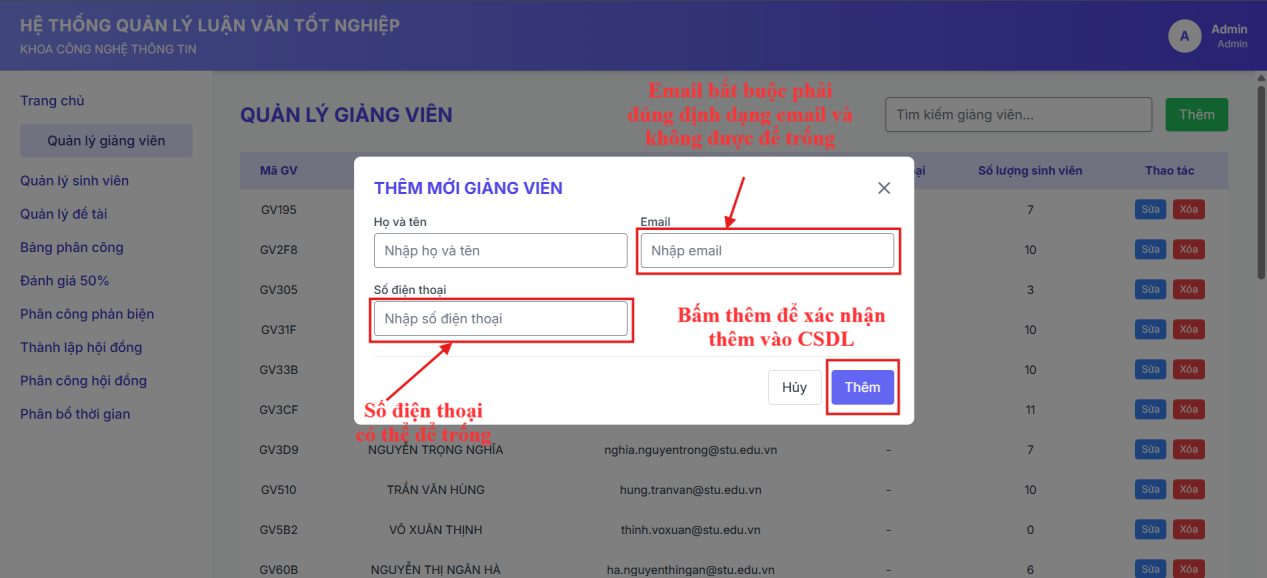 HỆ THỐNG QUẢN LÝ LUẬN VĂN TỐT NGHIỆP
KHOA CÔNG NGHỆ THÔNG TIN
A
Admin
Admin
Trang chủ
Quản lý giảng viên
Quản lý sinh viên
Quản lý đề tài
Bảng phân công
Đánh giá 50%
Phân công phản biện
Thành lập hội đồng
Phân công hội đồng
Phân bổ thời gian
QUẢN LÝ GIẢNG VIÊN
Email bắt buộc phải
đúng định dạng email và
không được để trống
Tìm kiếm giảng viên...
Thêm
Mã GV
Số lượng sinh viên
Thao tác
THÊM MỚI GIẢNG VIÊN
Họ và tên
Email
Nhập họ và tên
Nhập email
Số điện thoại
Nhập số điện thoại
Bấm thêm để xác nhận
thêm vào CSDL
Hủy
Thêm
Số điện thoại
có thể để trống
GV195
7
Sửa
Xóa
GV2F8
10
Sửa
Xóa
GV305
3
Sửa
Xóa
GV31F
10
Sửa
Xóa
GV33B
10
Sửa
Xóa
GV3CF
11
Sửa
Xóa
GV3D9
NGUYỄN TRỌNG NGHĨA
nghia.nguyentrong@stu.edu.vn
-
7
Sửa
Xóa
GV510
TRẦN VĂN HÙNG
hung.tranvan@stu.edu.vn
-
10
Sửa
Xóa
GV5B2
VÕ XUÂN THỊNH
thinh.voxuan@stu.edu.vn
-
0
Sửa
Xóa
GV60B
NGUYỄN THỊ NGÂN HÀ
ha.nguyenthingan@stu.edu.vn
-
6
Sửa
Xóa